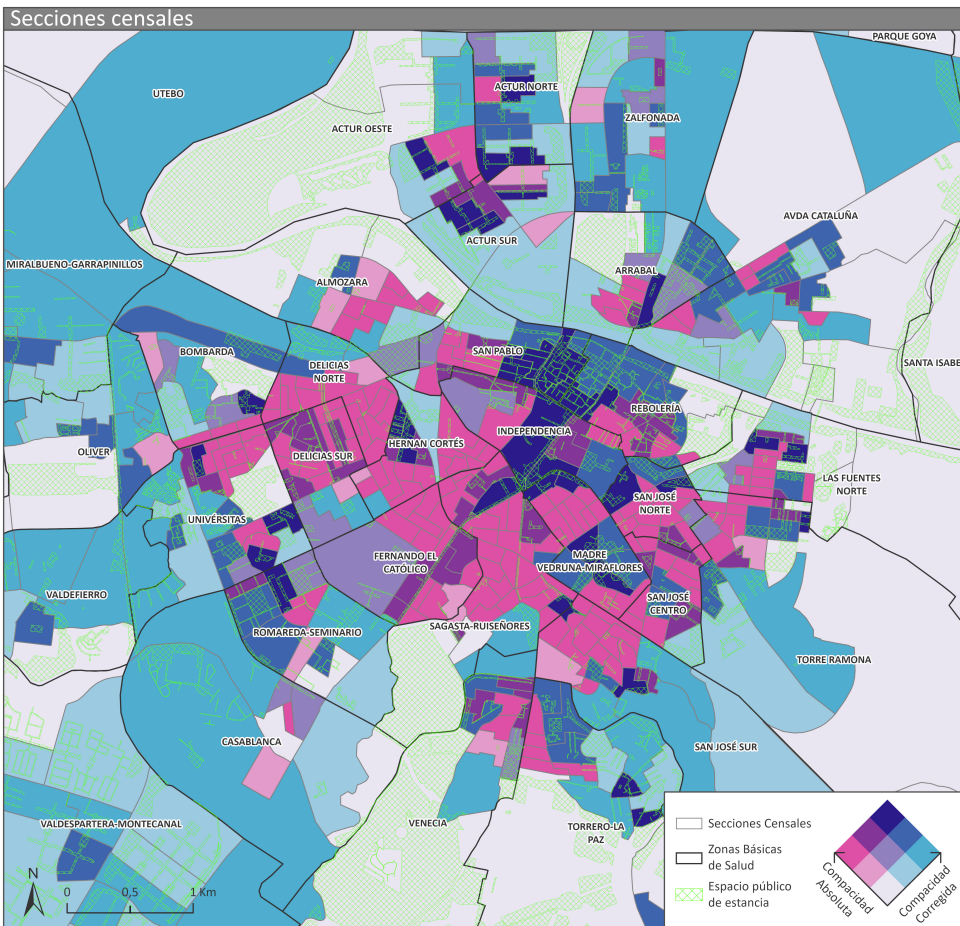 Secciones censales
PARQUE GOYA
UTEBO
ACTUR NORTE
ZALFONADA
ACTUR OESTE
AVDA CATALUÑA
ACTUR SUR
MIRALBUENO-GARRAPINILLOS
ARRABAL
ALMOZARA
BOMBARDA
SAN PABLO
DELICIAS
NORTE
SANTA ISABE
REBOLERÍA
INDEPENDENCIA
HERNAN CORTÉS
OLIVER
DELICIAS SUR
LAS FUENTES
NORTE
SAN JOSÉ
NORTE
UNIVÉRSITAS
FERNANDO EL
CATÓLICO
MADRE
VEDRUNA-MIRAFLORES
VALDEFIERRO
SAN JOSÉ
CENTRO
SAGASTA-RUISEÑORES
ROMAREDA-SEMINARIO
TORRE RAMONA
CASABLANCA
SAN JOSÉ SUR
VALDESPARTERA-MONTECANAL
VENECIA
TORRERO-LA
PAZ
N
0 0,5 1 Km
Secciones Censales
Zonas Básicas
de Salud
Espacio público
de estancia
Compacidad
Absoluta
Compacidad
Corregida